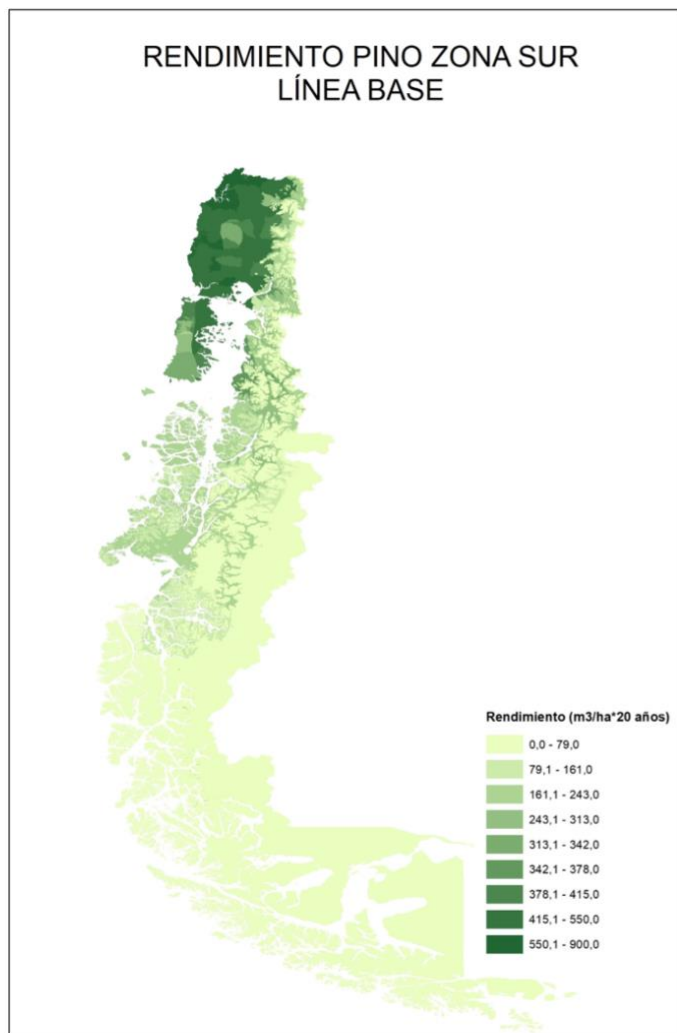 RENDIMIENTO PINO ZONA SUR
LÍNEA BASE
Rendimiento (m3/ha*20 años)
0,0 - 79,0
79,1 - 161,0
161,1 - 243,0
243,1 - 313,0
313,1 - 342,0
342,1 - 378,0
378,1 - 415,0
415,1 - 550,0
550,1 - 900,0